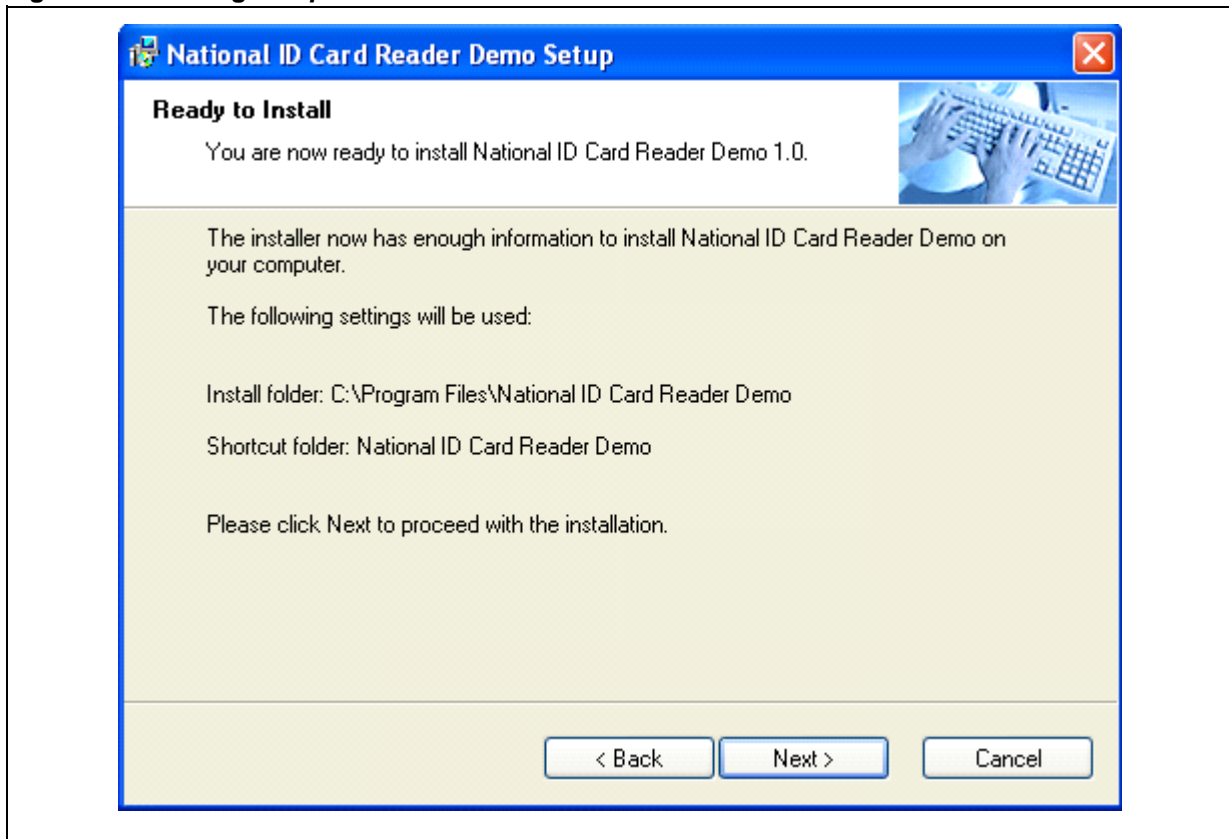 National ID Card Reader Demo Setup
Ready to Install
You are now ready to install National ID Card Reader Demo 1.0.
The installer now has enough information to install National ID Card Reader Demo on
your computer.
The following settings will be used:
Install folder: C:\Program Files\National ID Card Reader Demo
Shortcut folder: National ID Card Reader Demo
Please click Next to proceed with the installation.
< Back
Next >
Cancel